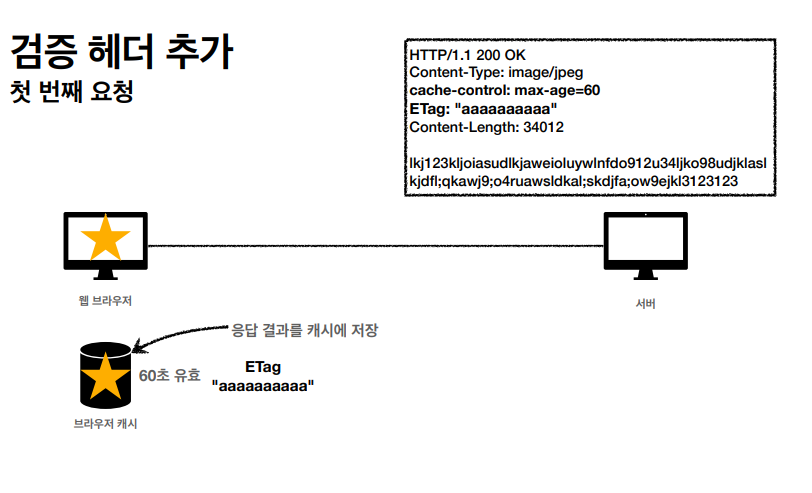 검증 헤더 추가
첫 번째 요청
HTTP/1.1 200 OK
Content-Type: image/jpeg
cache-control: max-age=60
ETag: "aaaaaaaaaa"
Content-Length: 34012
lkj123kljoiasudlkjaweioluywlnfdo912u34ljko98udjklasl
kjdfl;qkawj9;o4ruawsldkal;skdjfa;ow9ejkl3123123
웹 브라우저
서버
응답 결과를 캐시에 저장
60초 유효
ETag
"aaaaaaaaaa"
브라우저 캐시